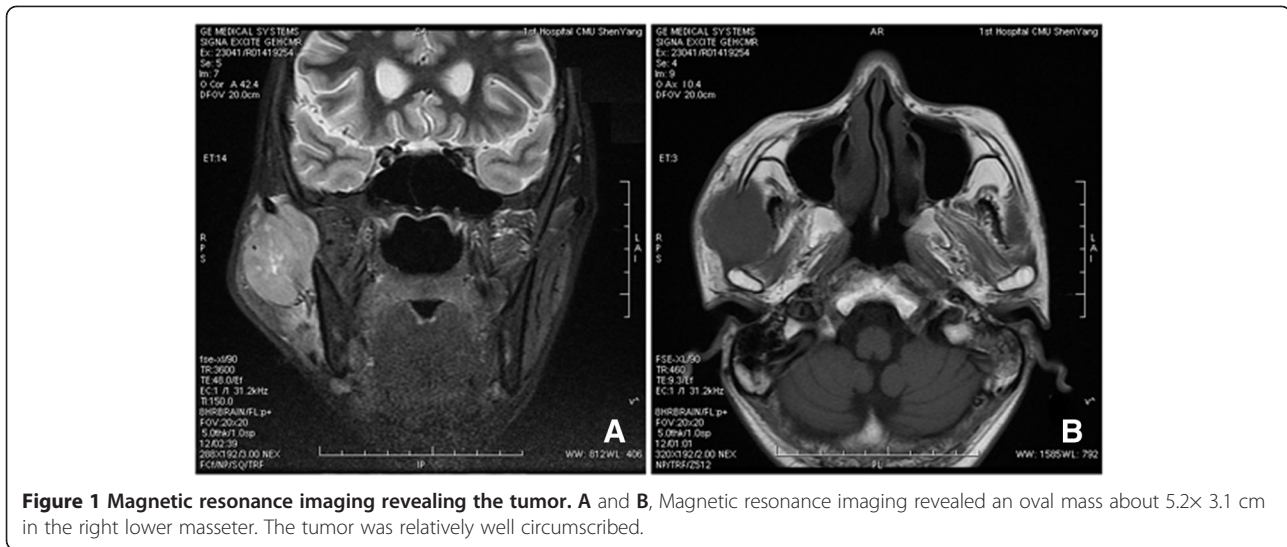 GE MEDICAL SYSTEMS
SIGNA EXCITE GEHCMR
Ex: 23041/R01419254
Se: 5
Im: 7
O Cor A 42.4
DFOV 20.0cm
1st Hospital CMU ShenYang
ET:14
R
P
S
L
A
I
fse-xl/90
TR:3600
TE:48.0/Ef
EC:1 /1 31.2kHz
TI:150.0
8HRBRAIN/FL:p+
FOV:20x20
5.0thk/1.0sp
12/02:39
288X192/3.00 NEX
FCf/NP/SQ/TRF
IP
v^
A
WW: 812WL: 406
GE MEDICAL SYSTEMS
SIGNA EXCITE GEHCMR
Ex: 23041/R01419254
Se: 4
Im: 9
O Ax I 0.4
DFOV 20.0cm
AR
1st Hospital CMU ShenYang
ET:3
R
P
S
L
A
I
FSE-XL/90
TR:460
TE:9.3/Ef
EC:1 /1 31.2kHz
8HRBRAIN/FL:p+
FOV:20x20
5.0thk/1.0sp
12/01:01
320X192/2.00 NEX
NP/TRF/Z512
PL
v^
B
WW: 1585WL: 792
Figure 1 Magnetic resonance imaging revealing the tumor. A and B, Magnetic resonance imaging revealed an oval mass about 5.2× 3.1 cm
in the right lower masseter. The tumor was relatively well circumscribed.